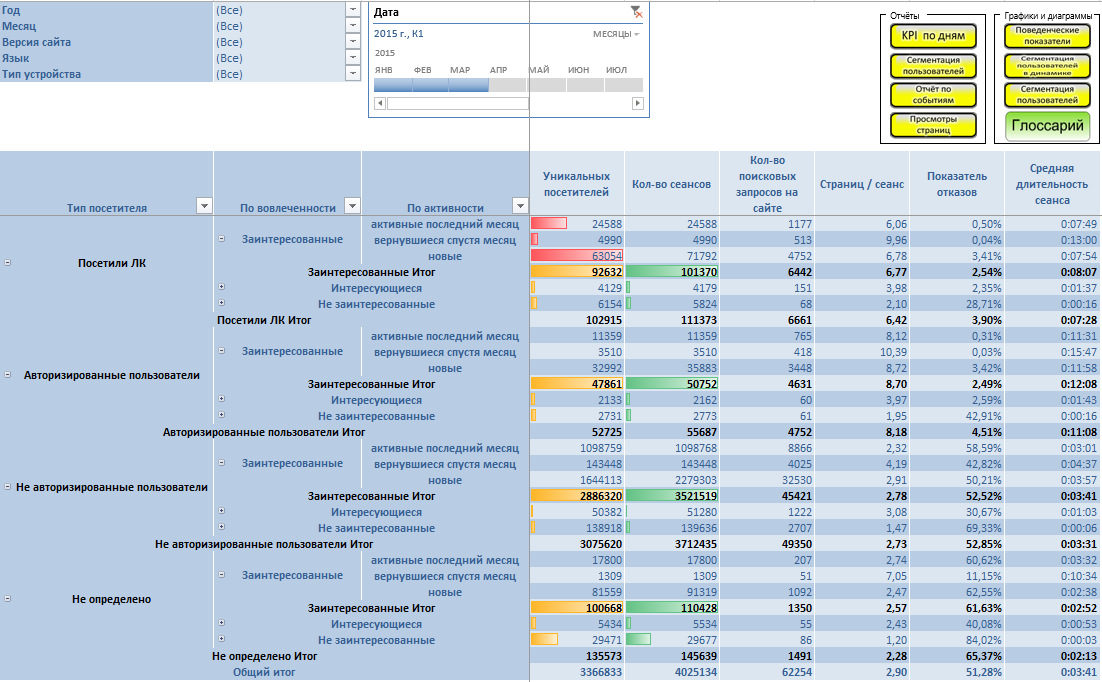 Год (Все)
Месяц (Все)
Версия сайта (Все)
Язык (Все)
Тип устройства (Все)
Дата
2015 г., К1 МЕСЯЦЫ
2015
ЯНВ ФЕВ МАР АПР МАЙ ИЮН ИЮЛ
Отчёты
KPI по дням
Сегментация
пользователей
Отчёт по
событиям
Просмотры
страниц
Графики и диаграммы
Поведенческие
показатели
Сегментация
пользователей
в динамике
Сегментация
пользователей
Глоссарий
Тип посетителя
По вовлеченности
По активности
Уникальных
посетителей
Кол-во сеансов
Кол-во
поисковых
запросов на
сайте
Страниц / сеанс
Показатель
отказов
Средняя
длительность
сеанса
активные последний месяц 24588 24588 1177 6,06 0,50% 0:07:49
Заинтересованные вернувшиеся спустя месяц 4990 4990 513 9,96 0,04% 0:13:00
новые 63054 71792 4752 6,78 3,41% 0:07:54
Посетили ЛК
Заинтересованные Итог 92632 101370 6442 6,77 2,54% 0:08:07
Интересующиеся 4129 4179 151 3,98 2,35% 0:01:37
Не заинтересованные 6154 5824 68 2,10 28,71% 0:00:16
Посетили ЛК Итог 102915 111373 6661 6,42 3,90% 0:07:28
активные последний месяц 11359 11359 765 8,12 0,31% 0:11:31
Заинтересованные вернувшиеся спустя месяц 3510 3510 418 10,39 0,03% 0:15:47
новые 32992 35883 3448 8,72 3,42% 0:11:58
Авторизированные пользователи
Заинтересованные Итог 47861 50752 4631 8,70 2,49% 0:12:08
Интересующиеся 2133 2162 60 3,97 2,59% 0:01:43
Не заинтересованные 2731 2773 61 1,95 42,91% 0:00:16
Авторизированные пользователи Итог 52725 55687 4752 8,18 4,51% 0:11:08
активные последний месяц 1098759 1098768 8866 2,32 58,59% 0:03:01
Заинтересованные вернувшиеся спустя месяц 143448 143448 4025 4,19 42,82% 0:04:37
новые 1644113 2279303 32530 2,91 50,21% 0:03:57
Не авторизированные пользователи
Заинтересованные Итог 2886320 3521519 45421 2,78 52,52% 0:03:41
Интересующиеся 50382 51280 1222 3,08 30,67% 0:01:03
Не заинтересованные 138918 139636 2707 1,47 69,33% 0:00:06
Не авторизированные пользователи Итог 3075620 3712435 49350 2,73 52,85% 0:03:31
активные последний месяц 17800 17800 207 2,74 60,62% 0:03:32
Заинтересованные вернувшиеся спустя месяц 1309 1309 51 7,05 11,15% 0:10:34
новые 81559 91319 1092 2,47 62,55% 0:02:38
Не определено
Заинтересованные Итог 100668 110428 1350 2,57 61,63% 0:02:52
Интересующиеся 5434 5534 55 2,43 40,08% 0:00:53
Не заинтересованные 29471 29677 86 1,20 84,02% 0:00:03
Не определено Итог 135573 145639 1491 2,28 65,37% 0:02:13
Общий итог 3366833 4025134 62254 2,90 51,28% 0:03:41